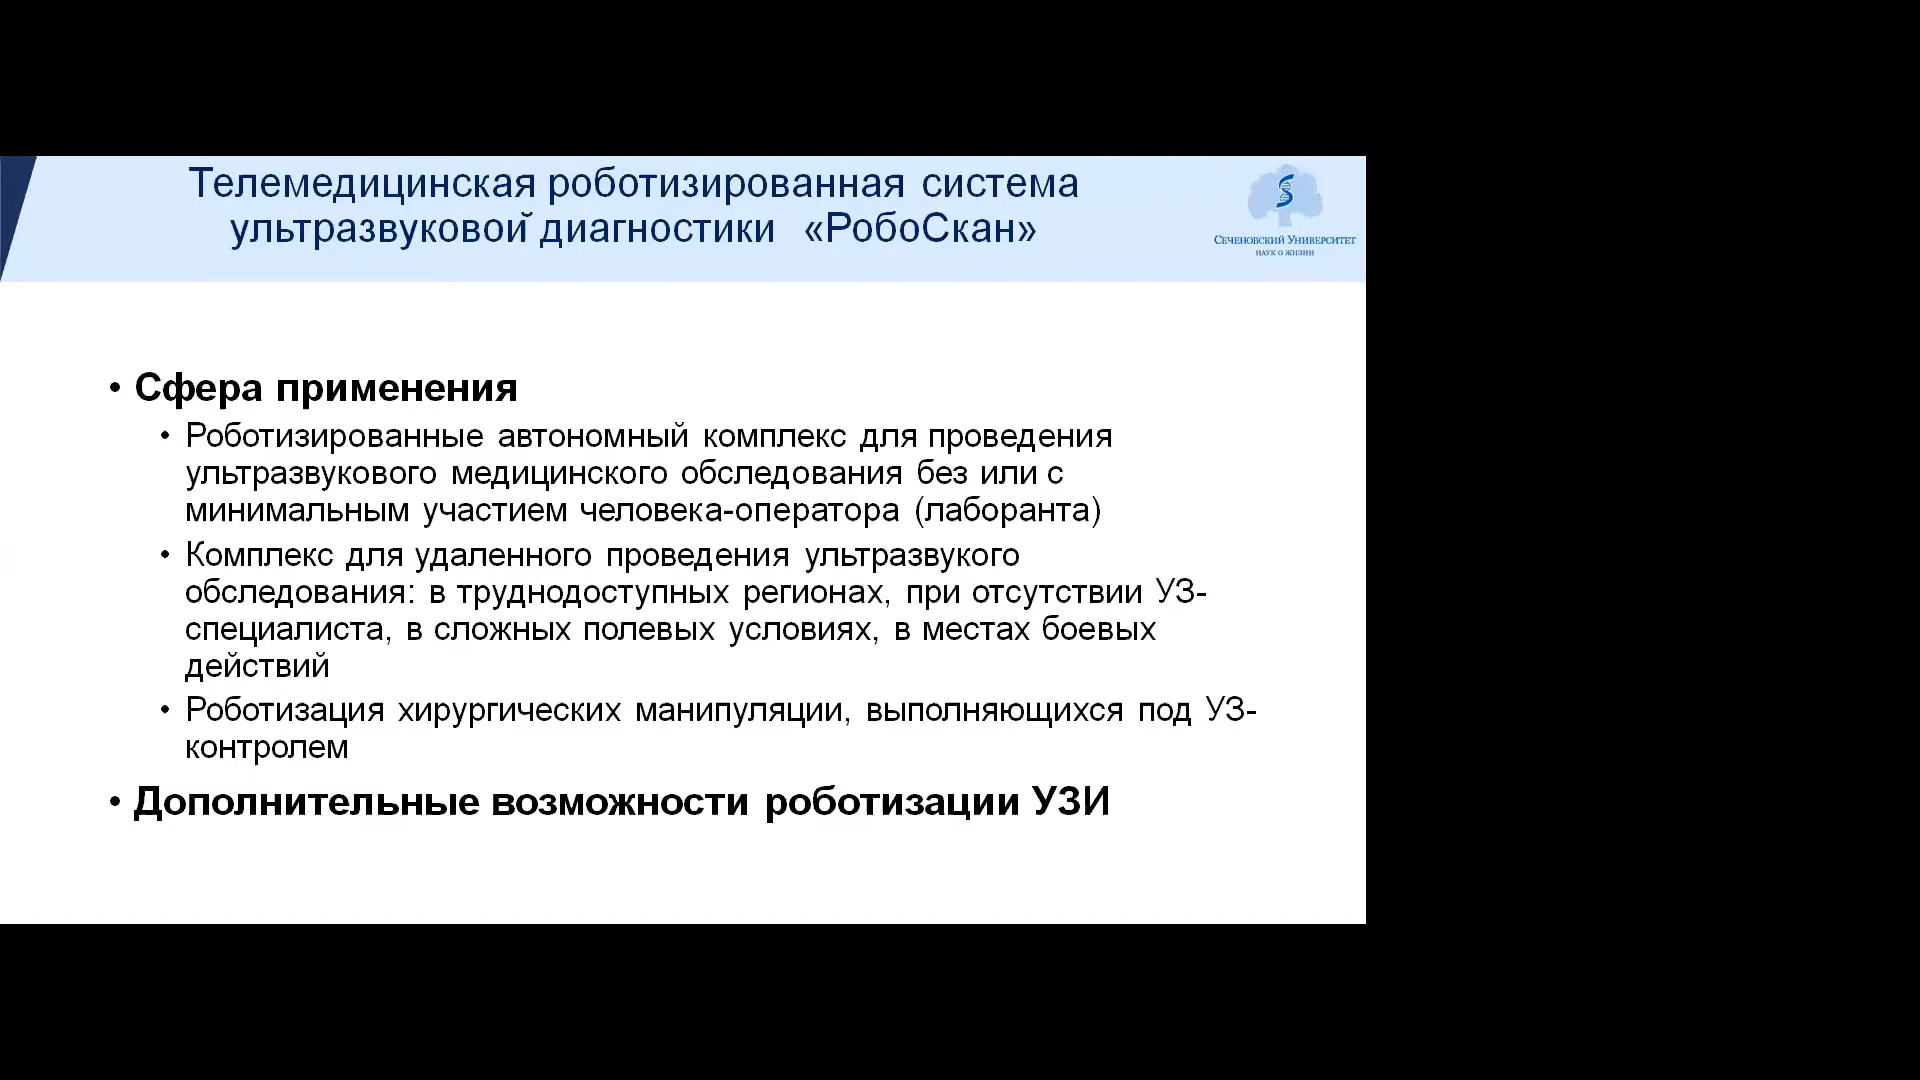 Телемедицинская роботизированная система
ультразвуковой диагностики «РобоСкан»
Сеченовский Университет
наук о жизни
• Сфера применения
• Роботизированные автономный комплекс для проведения
ультразвукового медицинского обследования без или с
минимальным участием человека-оператора (лаборанта)
• Комплекс для удаленного проведения ультразвукого
обследования: в труднодоступных регионах, при отсутствии УЗ-
специалиста, в сложных полевых условиях, в местах боевых
действий
• Роботизация хирургических манипуляции, выполняющихся под УЗ-
контролем
• Дополнительные возможности роботизации УЗИ